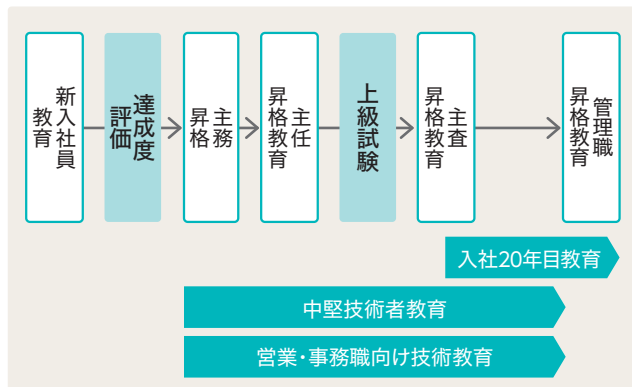 新入社員
教育
達成度
評価
主務
昇格
主任
昇格教育
上級試験
主査
昇格教育
管理職
昇格教育
入社20年目教育
中堅技術者教育
営業・事務職向け技術教育